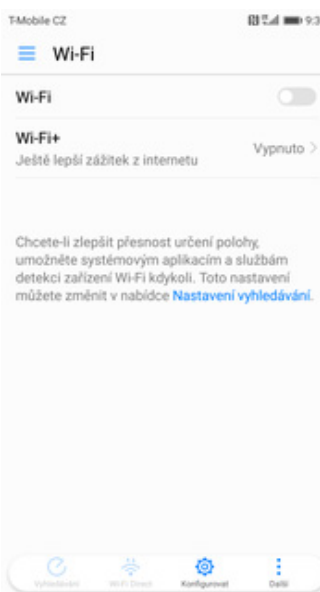 T-Mobile CZ 9:3
Wi-Fi
Wi-Fi
Wi-Fi+
Ještě lepší zážitek z internetu
Vypnuto
Chcete-li zlepšit přesnost určení polohy,
umožněte systémovým aplikacím a službám
detekci zařízení Wi-Fi kdykoli. Toto nastavení
můžete změnit v nabídce Nastavení vyhledávání.
Vyhledávání Wi-Fi Direct Konfigurovat Další